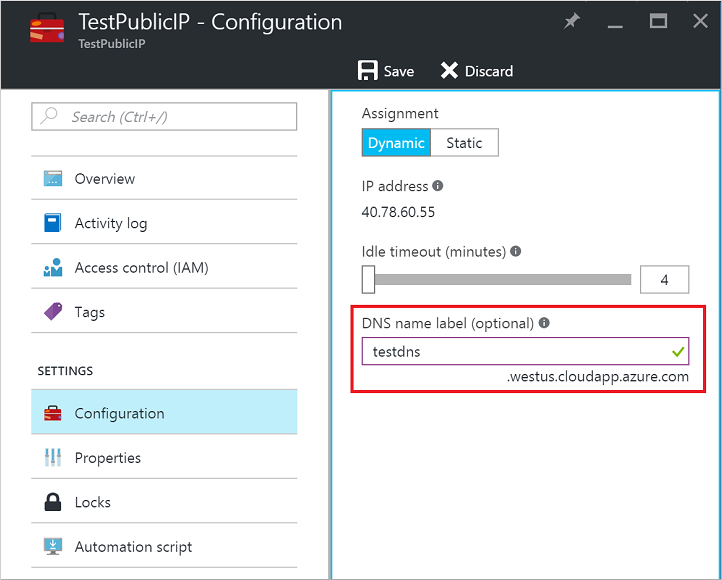 TestPublicIP - Configuration
TestPublicIP
Save Discard
Search (Ctrl+/)
Overview
Activity log
Access control (IAM)
Tags
SETTINGS
Configuration
Properties
Locks
Automation script
Assignment
Dynamic Static
IP address
40.78.60.55
Idle timeout (minutes)
4
DNS name label (optional)
testdns
.westus.cloudapp.azure.com